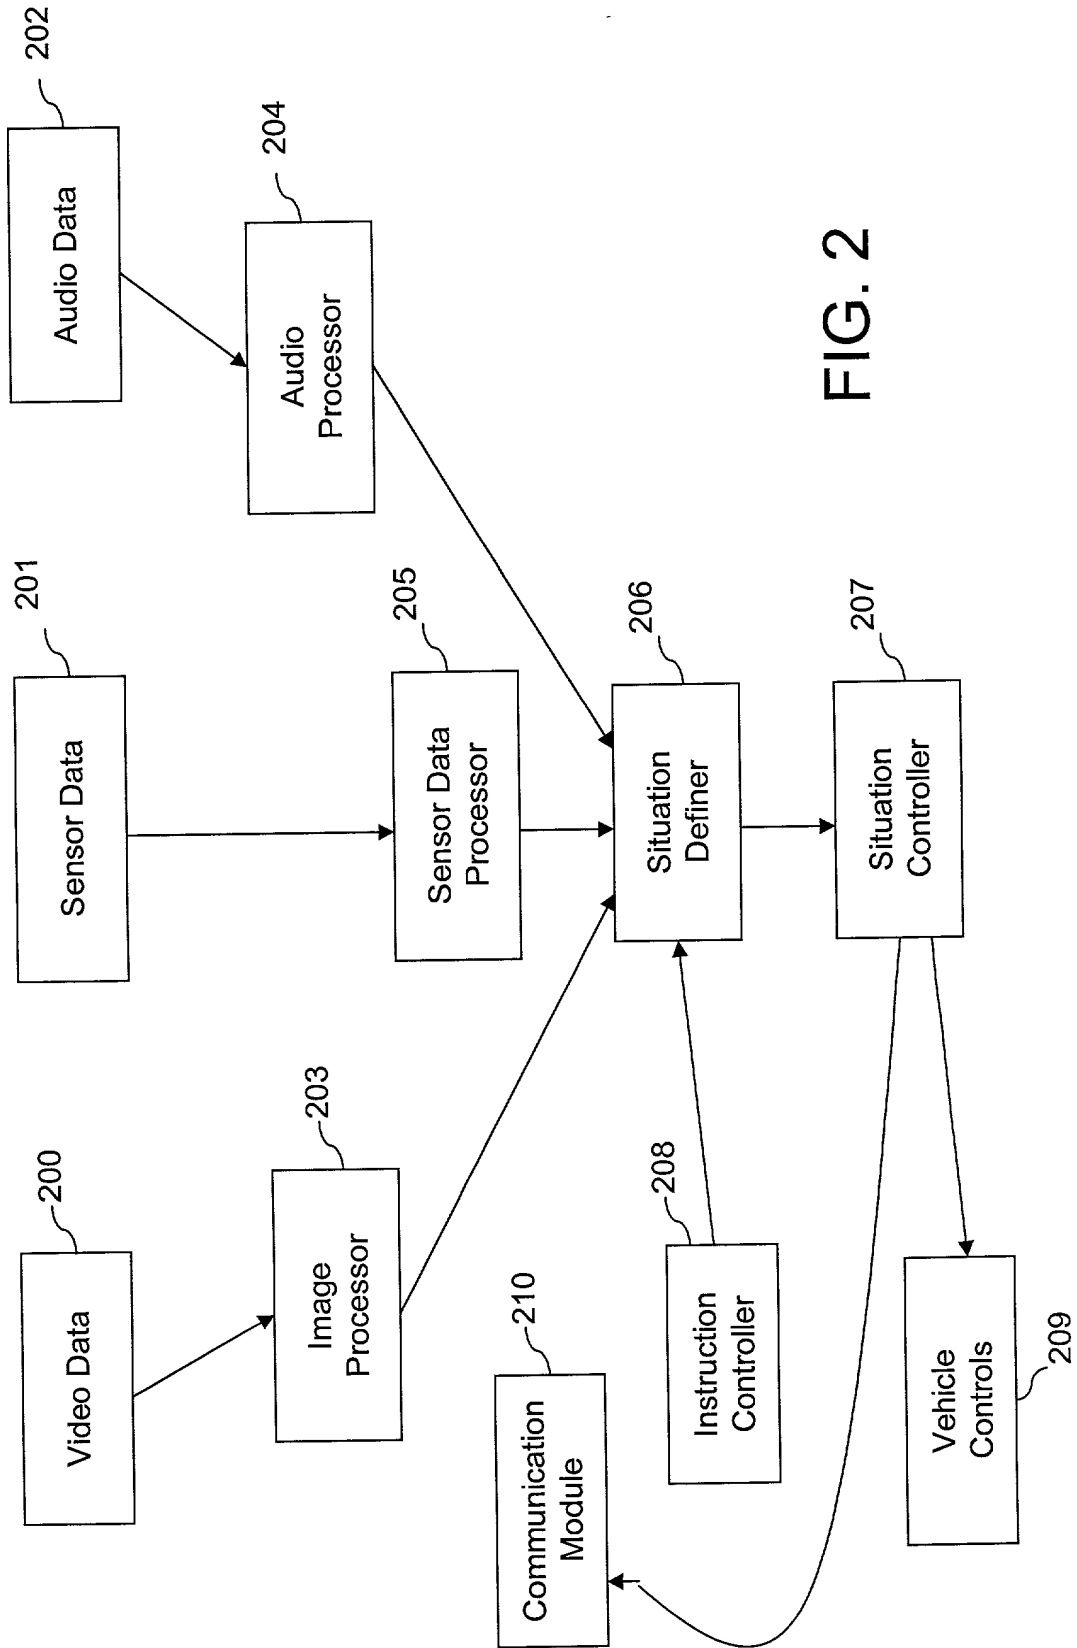 Video Data
200
Sensor Data
201
Audio Data
202
Image
Processor
203
Audio
Processor
204
Sensor Data
Processor
205
Communication
Module
210
Instruction
Controller
208
Situation
Definer
206
Situation
Controller
207
Vehicle
Controls
209
FIG. 2